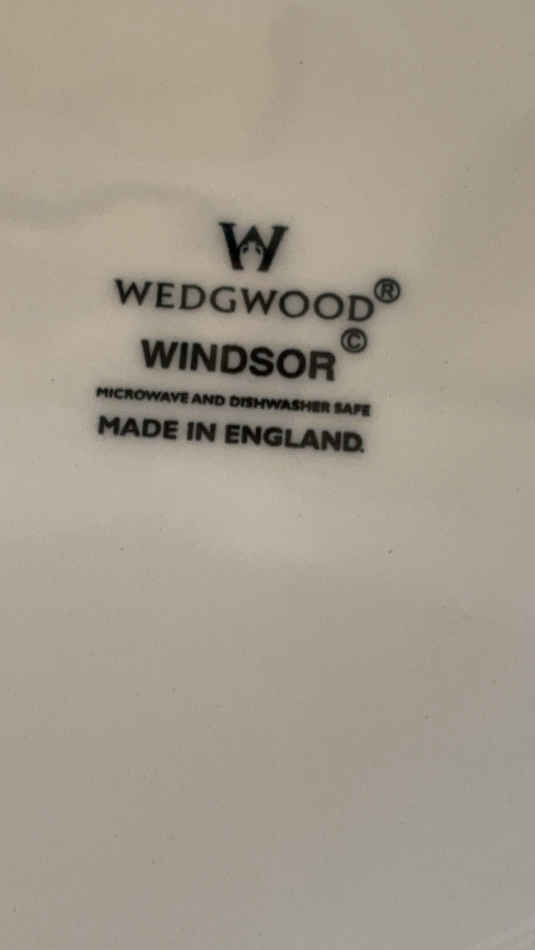 W
WEDGWOOD®
WINDSOR©
MICROWAVE AND DISHWASHER SAFE
MADE IN ENGLAND.